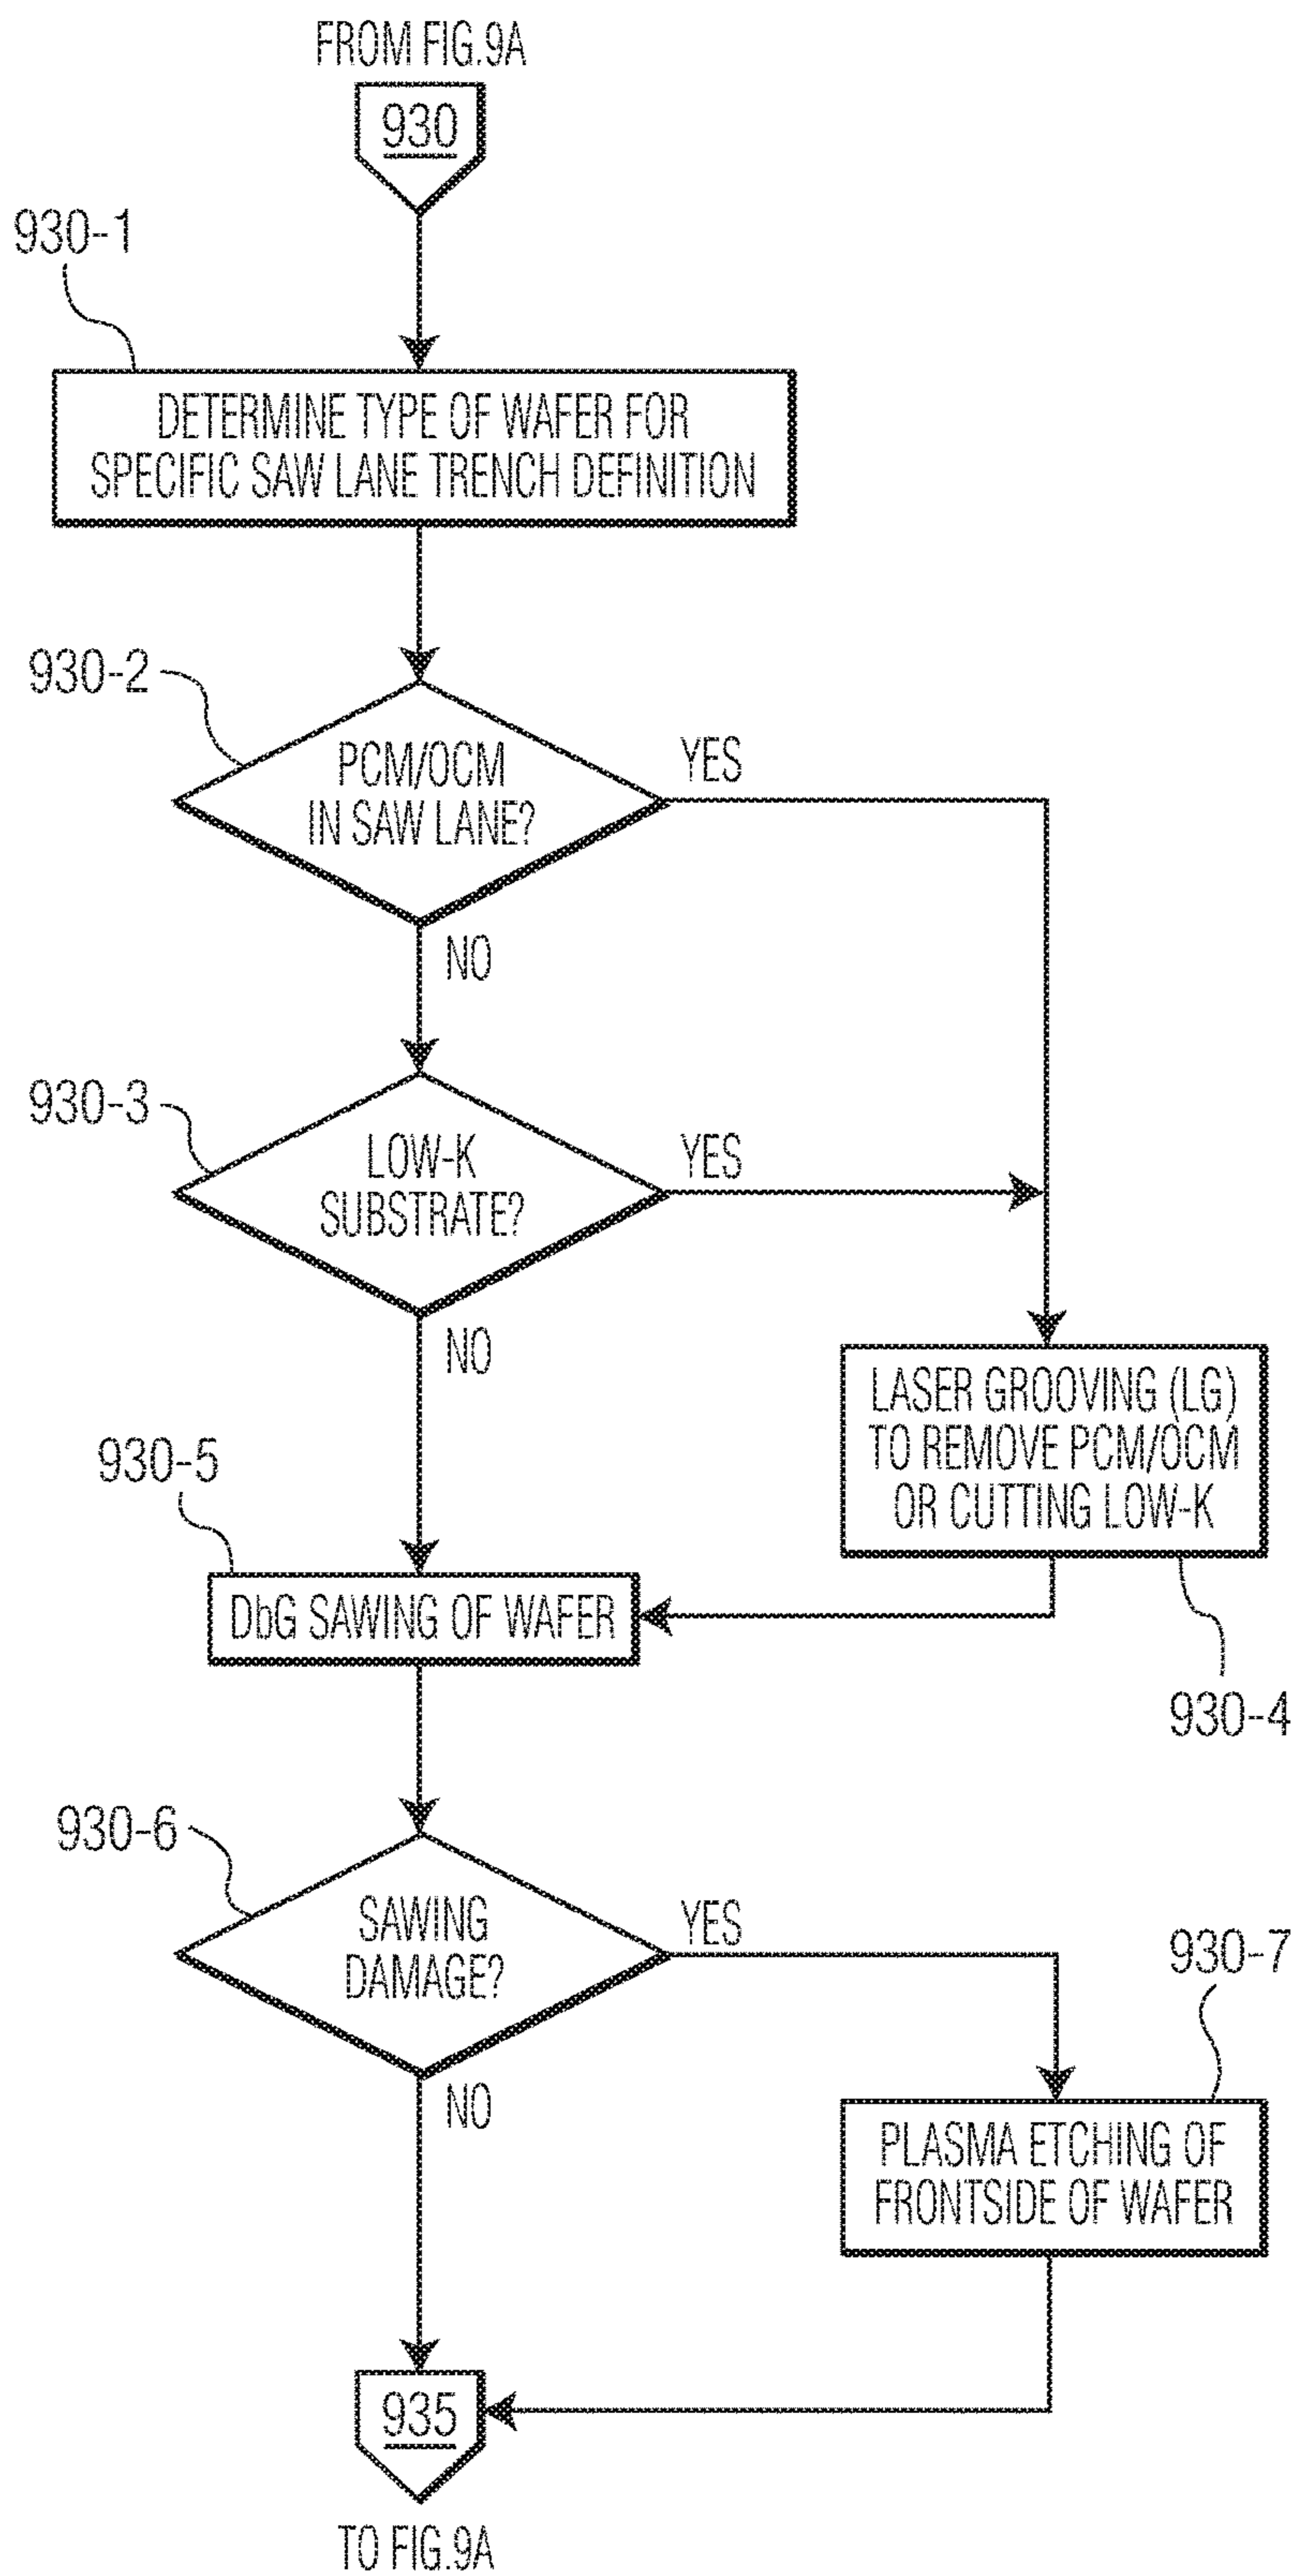 FROM FIG.9A
930
930-1
DETERMINE TYPE OF WAFER FOR
SPECIFIC SAW LANE TRENCH DEFINITION
930-2
PCM/OCM
IN SAW LANE?
YES
NO
930-3
LOW-K
SUBSTRATE?
YES
NO
LASER GROOVING (LG)
TO REMOVE PCM/OCM
OR CUTTING LOW-K
930-4
930-5
DbG SAWING OF WAFER
930-6
SAWING
DAMAGE?
YES
NO
930-7
PLASMA ETCHING OF
FRONTSIDE OF WAFER
935
TO FIG.9A